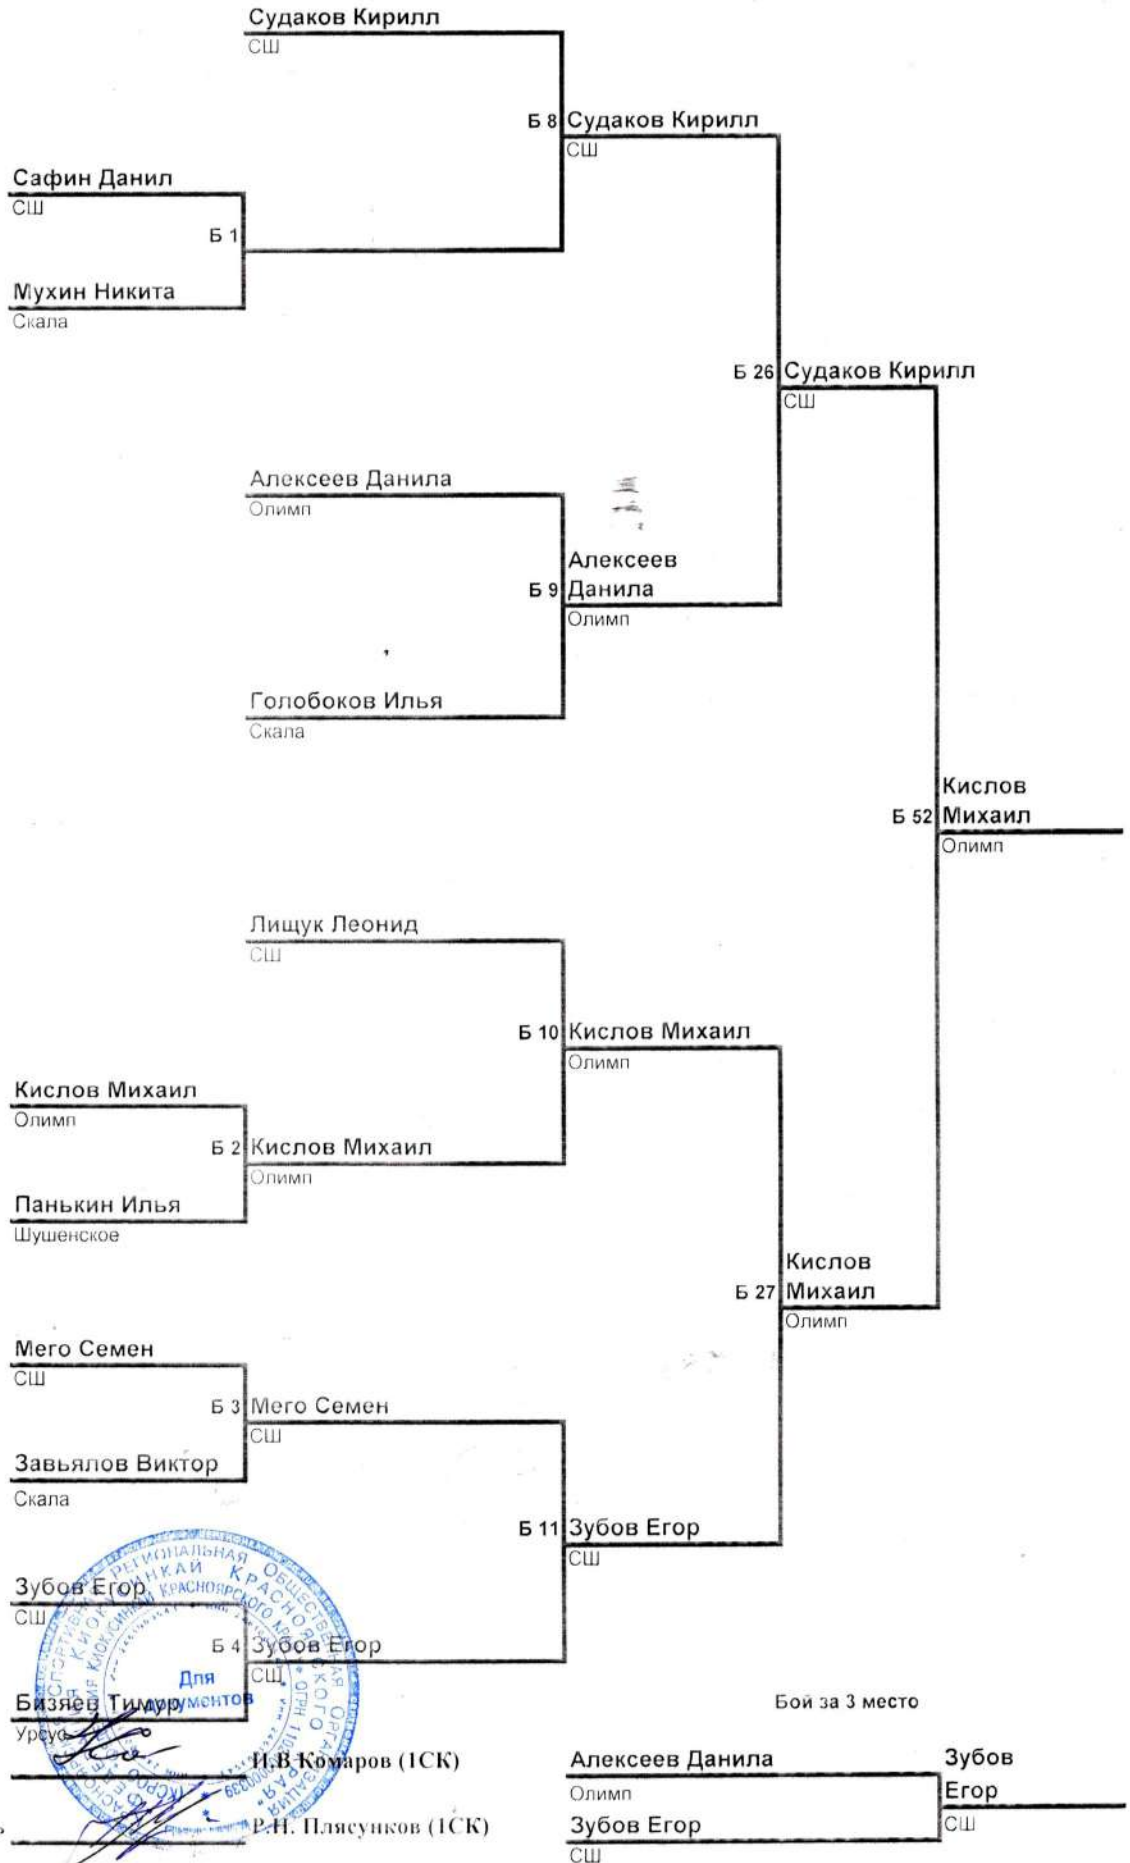 Судаков Кирилл
СШ
Б 8 Судаков Кирилл
СШ
Сафин Данил
СШ
Б 1
Мухин Никита
Скала
Б 26 Судаков Кирилл
СШ
Алексеев Данила
Олимп
Алексеев
Б 9 Данила
Олимп
Голобоков Илья
Скала
Кислов
Б 52 Михаил
Олимп
Лищук Леонид
СШ
Б 10 Кислов Михаил
Олимп
Кислов Михаил
Олимп
Б 2 Кислов Михаил
Олимп
Панькин Илья
Шушенское
Кислов
Б 27 Михаил
Олимп
Мего Семен
СШ
Б 3 Мего Семен
СШ
Завьялов Виктор
Скала
Б 11 Зубов Егор
СШ
Зубов Егор
СШ
Б 4 Зубов Егор
СШ
Для
документов
Бизяев Тимур
Урсус
Бой за 3 место
И.В Комаров (1СК)
Р.Н. Плясунков (1СК)
Алексеев Данила
Олимп
Зубов Егор
СШ
Зубов
Егор
СШ